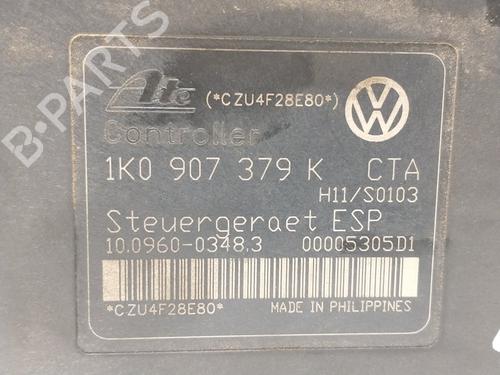 Ate (*CZU4F28E80*)
Controller
1K0 907 379 K CTA
H11/S0103
Steuergeraet ESP
10.0960-0348.3 00005305D1
*CZU4F28E80* MADE IN PHILIPPINES